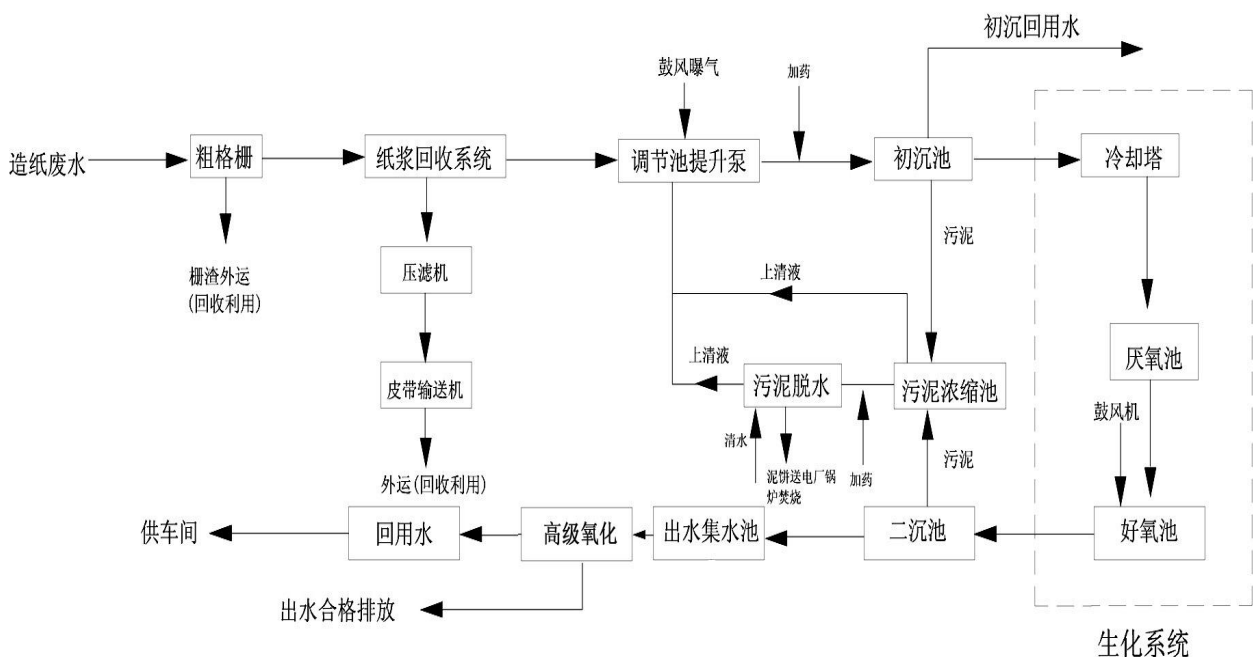 初沉回用水
鼓风曝气
加药
造纸废水
粗格栅
纸浆回收系统
调节池提升泵
初沉池
冷却塔
栅渣外运
(回收利用)
压滤机
污泥
上清液
上清液
皮带输送机
污泥脱水
污泥浓缩池
厌氧池
鼓风机
清水
泥饼送电厂锅
炉焚烧
加药
污泥
外运(回收利用)
供车间
回用水
高级氧化
出水集水池
二沉池
好氧池
出水合格排放
生化系统